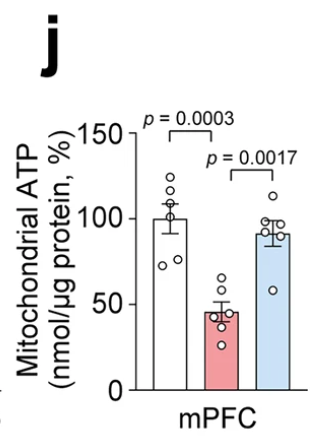 j
p = 0.0003
p = 0.0017
Mitochondrial ATP
(nmol/μg protein, %)
150
100
50
0
mPFC